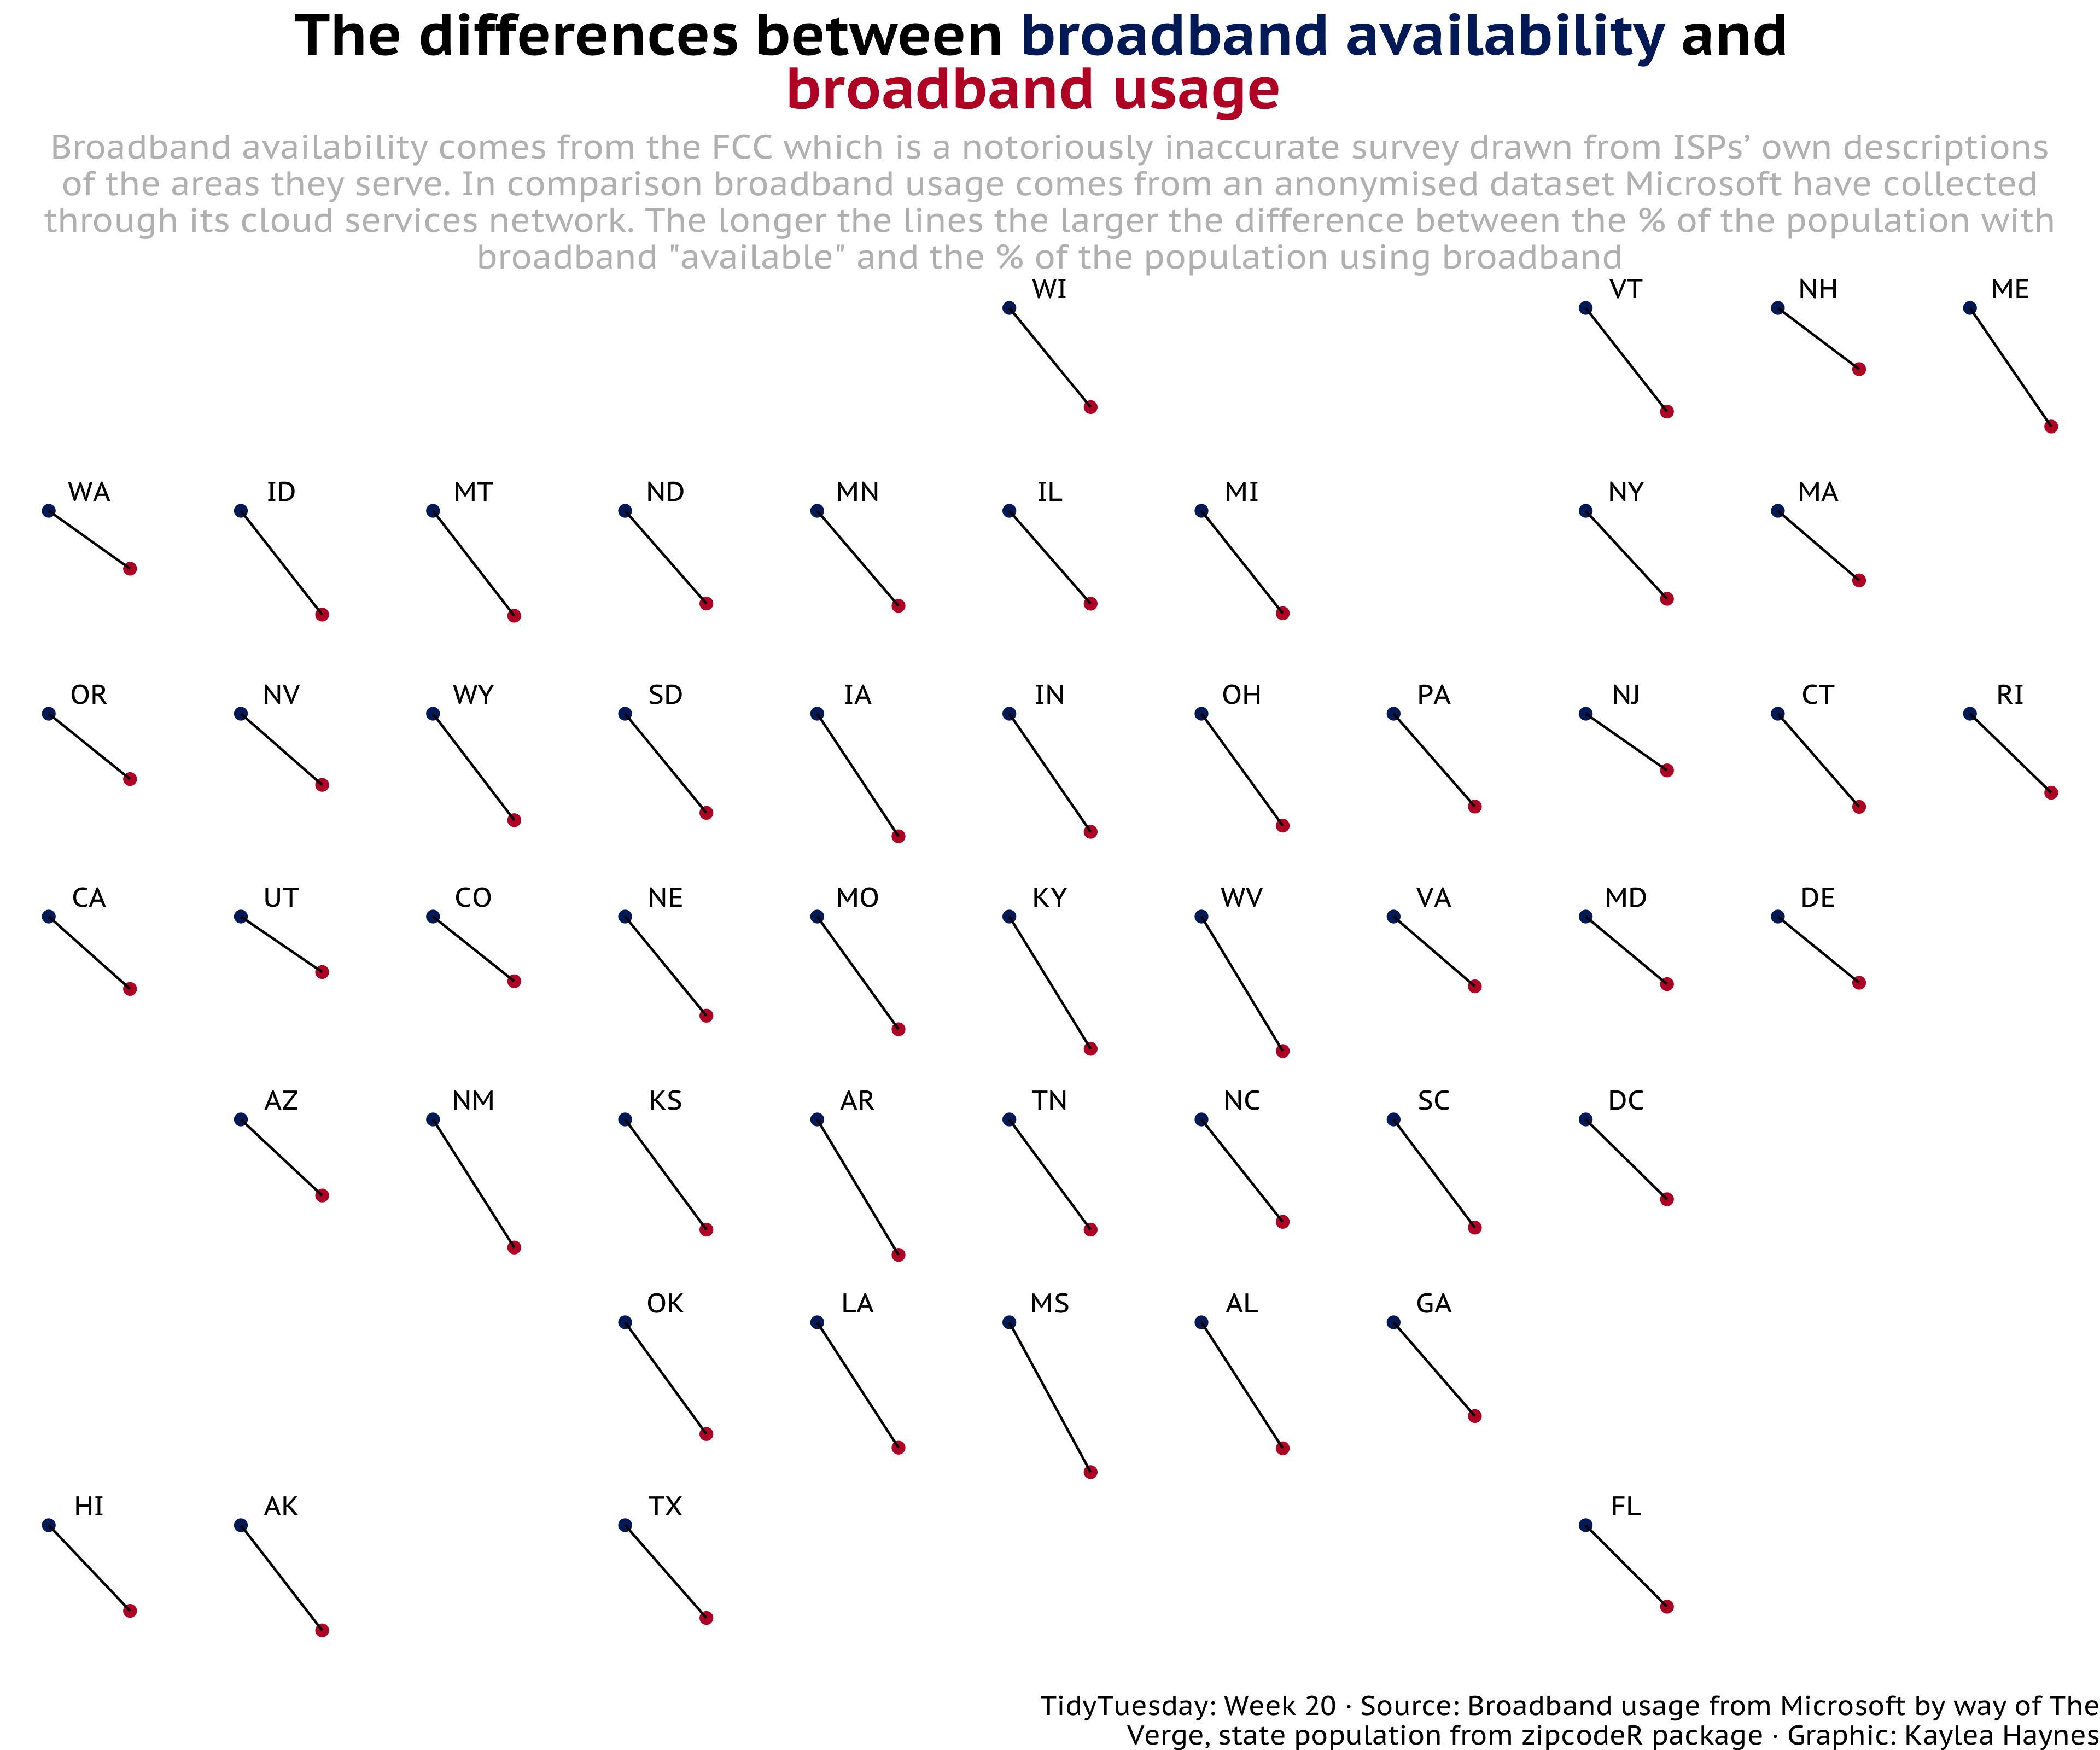 The differences between broadband availability and
broadband usage
Broadband availability comes from the FCC which is a notoriously inaccurate survey drawn from ISPs’ own descriptions
of the areas they serve. In comparison broadband usage comes from an anonymised dataset Microsoft have collected
through its cloud services network. The longer the lines the larger the difference between the % of the population with
broadband "available" and the % of the population using broadband
WI VT NH ME
WA ID MT ND MN IL MI NY MA
OR NV WY SD IA IN OH PA NJ CT RI
CA UT CO NE MO KY WV VA MD DE
AZ NM KS AR TN NC SC DC
OK LA MS AL GA
HI AK TX FL
TidyTuesday: Week 20 · Source: Broadband usage from Microsoft by way of The
Verge, state population from zipcodeR package · Graphic: Kaylea Haynes